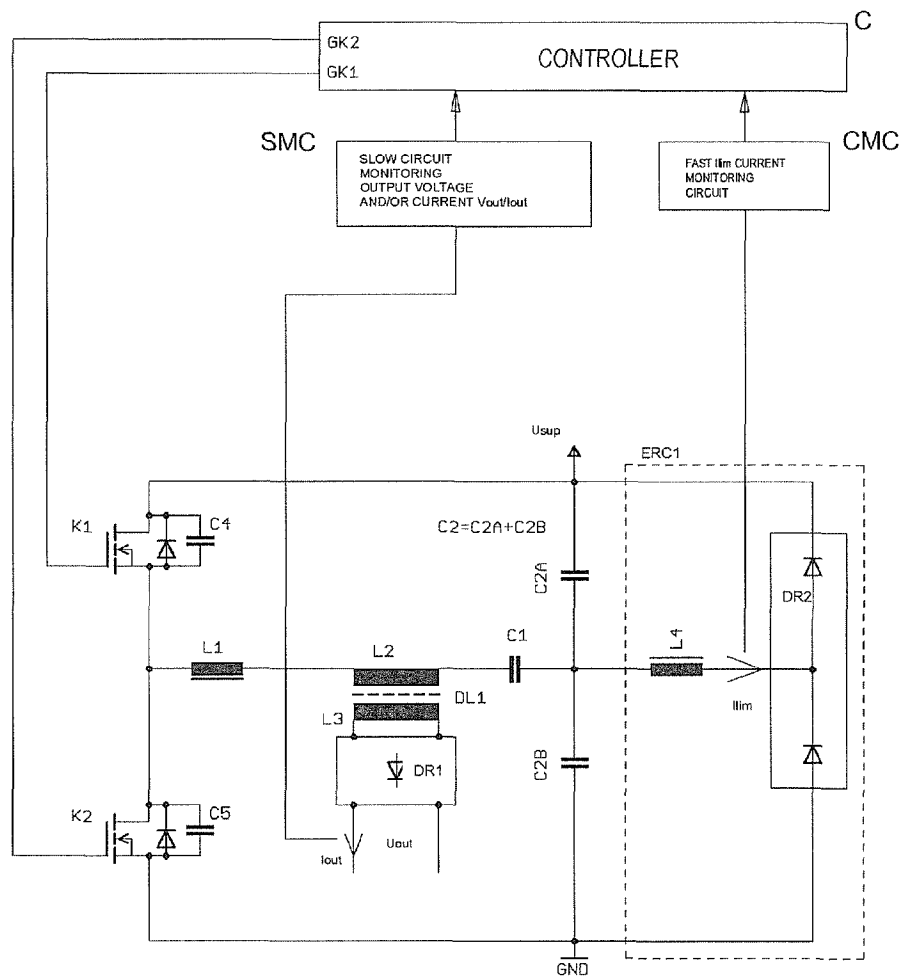 C
GK2
GK1
CONTROLLER
SMC
CMC
SLOW CIRCUIT
MONITORING
OUTPUT VOLTAGE
AND/OR CURRENT Vout/Iout
FAST Ilim CURRENT
MONITORING
CIRCUIT
Usup
ERC1
K1
C4
C2=C2A+C2B
C2A
DR2
L1
L2
C1
L4
DL1
L3
Ilim
DR1
C2B
K2
C5
Iout
Uout
GND